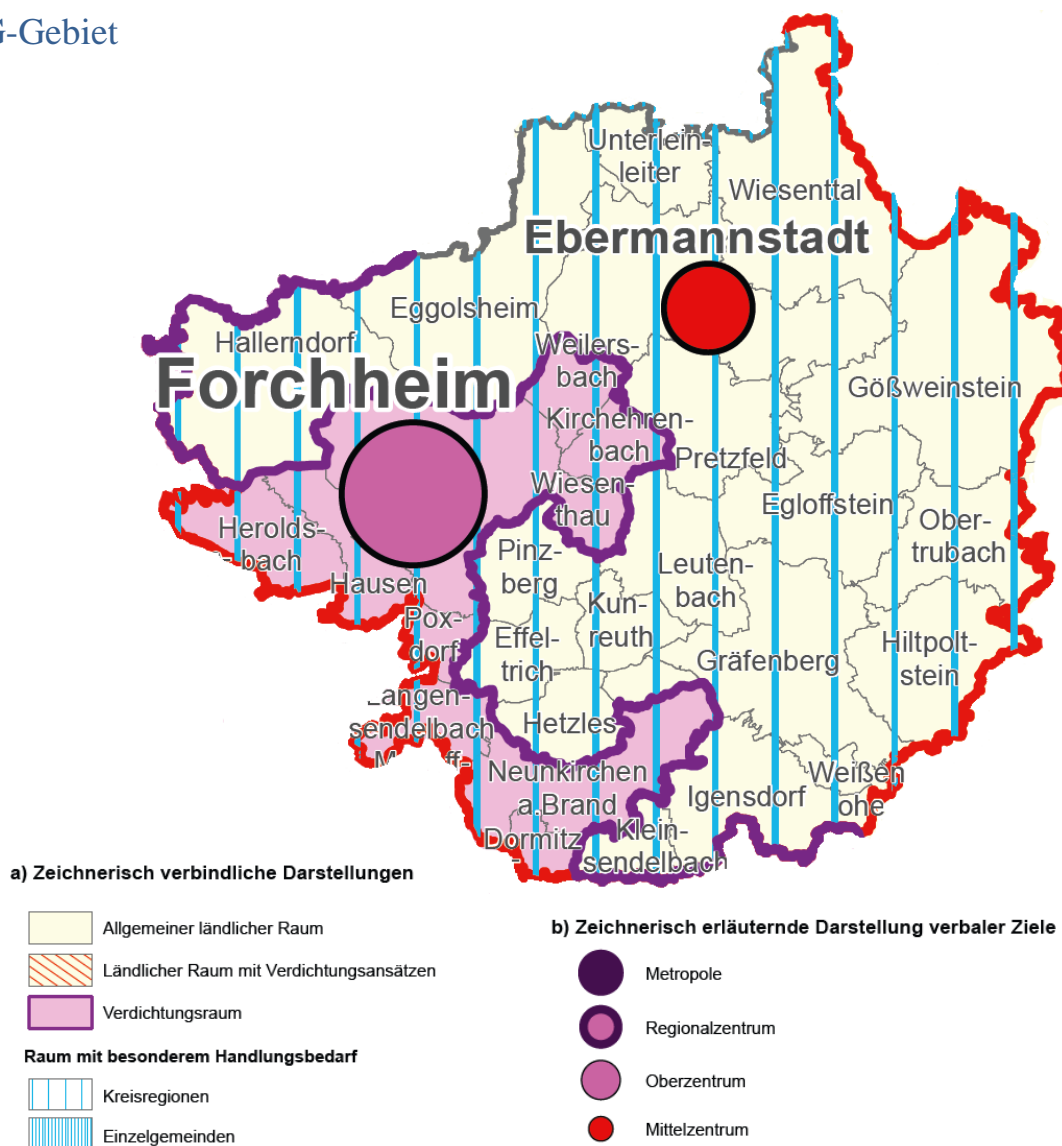 G-Gebiet
Unterlein-
leiter
Wiesenttal
Ebermannstadt
Eggolsheim
Hallerndorf
Weilers-
bach
Forchheim
Gößweinstein
Kirchehren-
bach
Pretzfeld
Wiesen-
thau
Egloffstein
Ober-
trubach
Herolds-
bach
Pinz-
berg
Hausen
Leuten-
bach
Kun-
reuth
Pox-
dorf
Effel-
trich
Hiltpolt-
stein
Gräfenberg
Langen-
sendelbach
Hetzles
Neunkirchen
a.Brand
Weißen
ohe
Igensdorf
Dormitz
Klein-
sendelbach
a) Zeichnerisch verbindliche Darstellungen
Allgemeiner ländlicher Raum
Ländlicher Raum mit Verdichtungsansätzen
Verdichtungsraum
Raum mit besonderem Handlungsbedarf
Kreisregionen
Einzelgemeinden
b) Zeichnerisch erläuternde Darstellung verbaler Ziele
Metropole
Regionalzentrum
Oberzentrum
Mittelzentrum